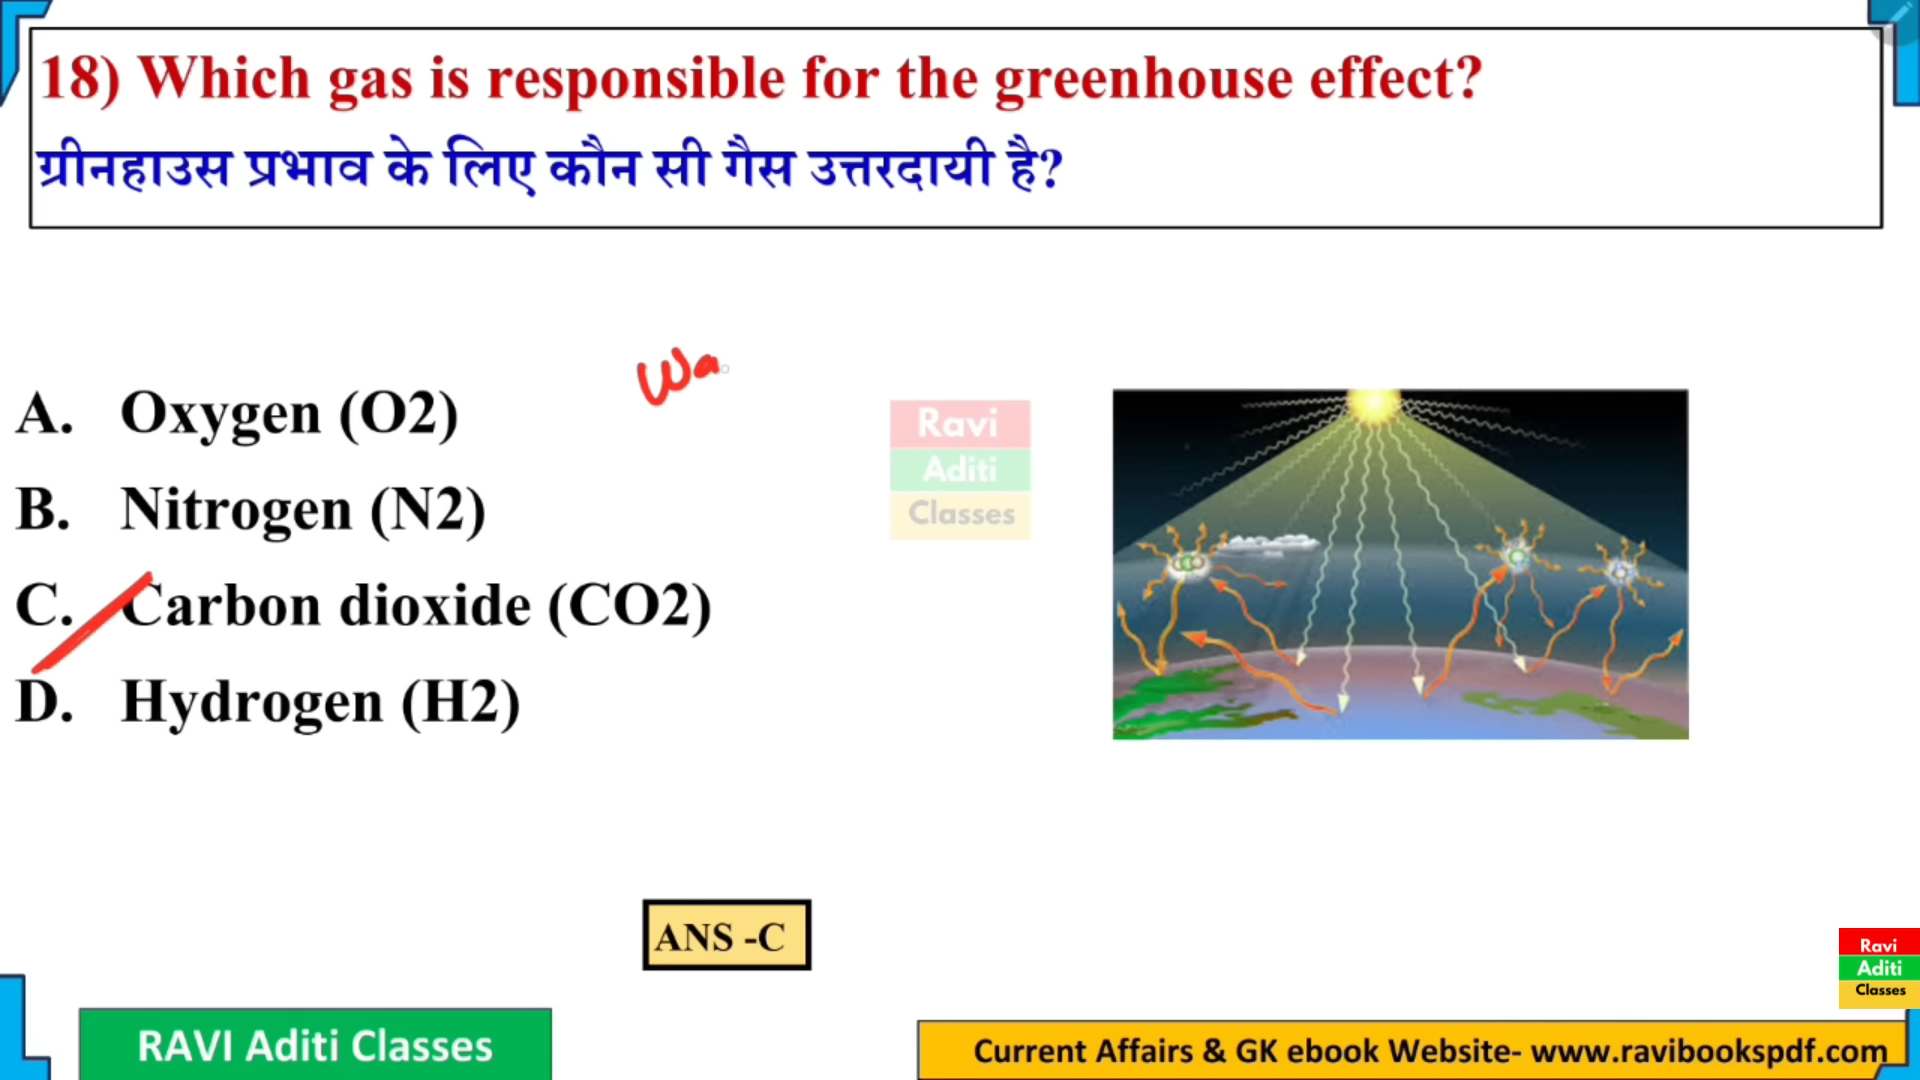 18) Which gas is responsible for the greenhouse effect?
ग्रीनहाउस प्रभाव के लिए कौन सी गैस उत्तरदायी है?
Wa
A. Oxygen (O2)
B. Nitrogen (N2)
C. Carbon dioxide (CO2)
D. Hydrogen (H2)
Ravi
Aditi
Classes
ANS -C
Ravi
Aditi
Classes
RAVI Aditi Classes
Current Affairs & GK ebook Website- www.ravibookspdf.com